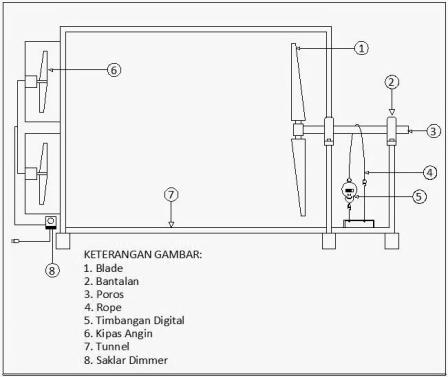 1
2
3
4
5
6
7
8
KETERANGAN GAMBAR:
1. Blade
2. Bantalan
3. Poros
4. Rope
5. Timbangan Digital
6. Kipas Angin
7. Tunnel
8. Saklar Dimmer